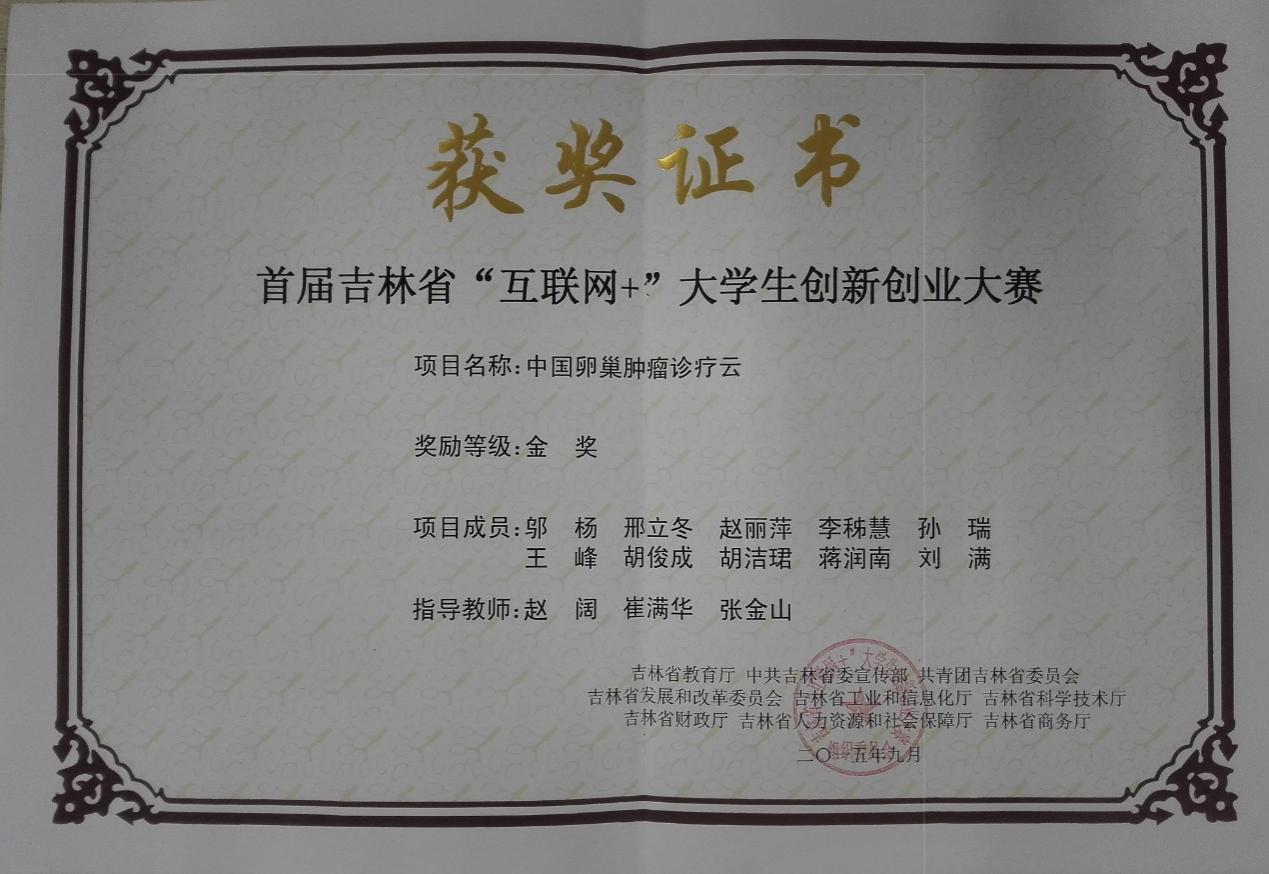 获奖证书
首届吉林省“互联网+”大学生创新创业大赛
项目名称:中国卵巢肿瘤诊疗云
奖励等级:金 奖
项目成员:邬 杨 邢立冬 赵丽萍 李秭慧 孙 瑞
王 峰 胡俊成 胡洁珺 蒋润南 刘 满
指导教师:赵 阔 崔满华 张金山
吉林省教育厅 中共吉林省委宣传部 共青团吉林省委员会
吉林省发展和改革委员会 吉林省工业和信息化厅 吉林省科学技术厅
吉林省财政厅 吉林省人力资源和社会保障厅 吉林省商务厅
二〇一五年九月
组织委员会